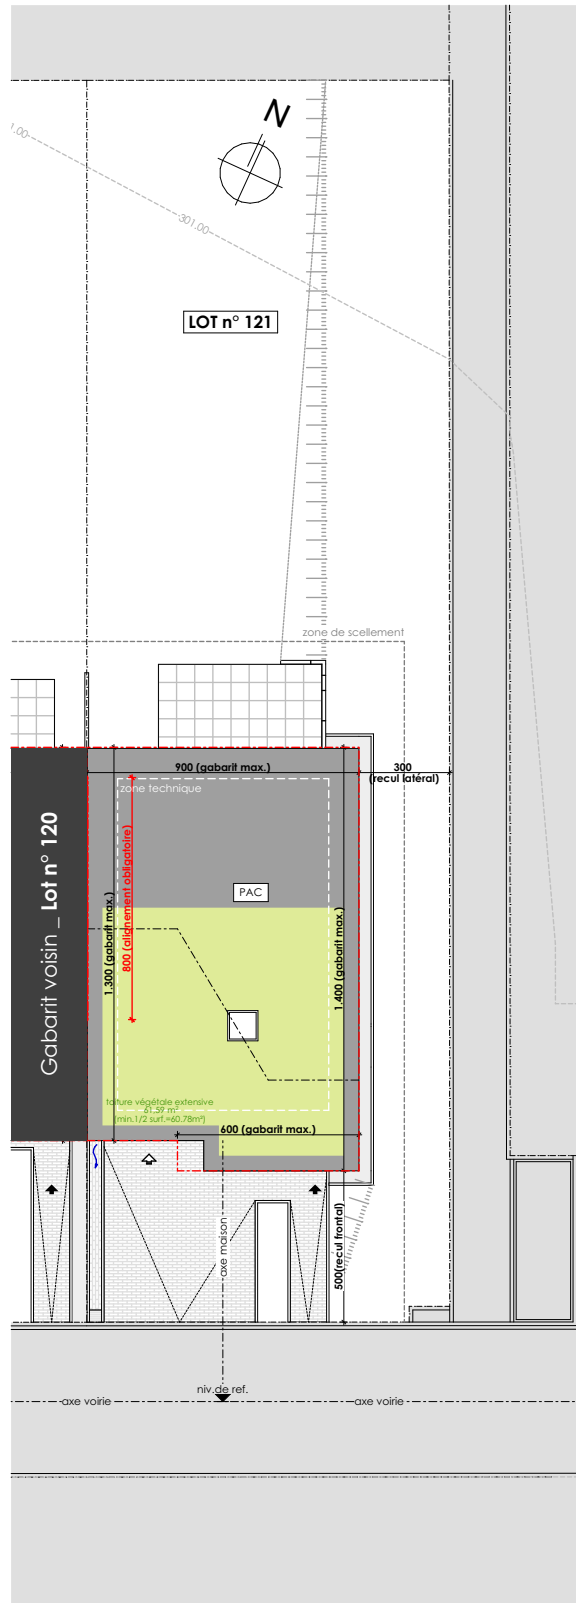 N
1.00
301.00
LOT n° 121
zone de scellement
900 (gabarit max.)
300
(recul latéral)
zone technique
Gabarit voisin _ Lot n° 120
1.300 (gabarit max.)
800 (alignement obligatoire)
PAC
1.400 (gabarit max.)
toiture végétale extensive
61,59 m²
(min.1/2 surf.=60.78m²)
600 (gabarit max.)
axe maison
500(recul frontal)
niv.de ref.
axe voirie
axe voirie